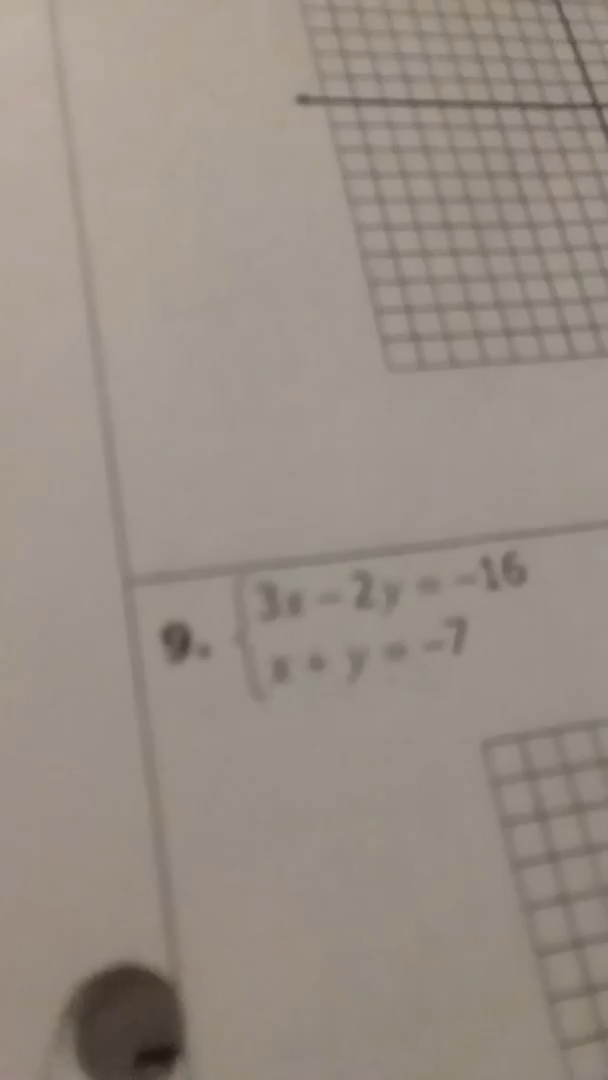 9. 3x - 2y = -16
x + y = -7